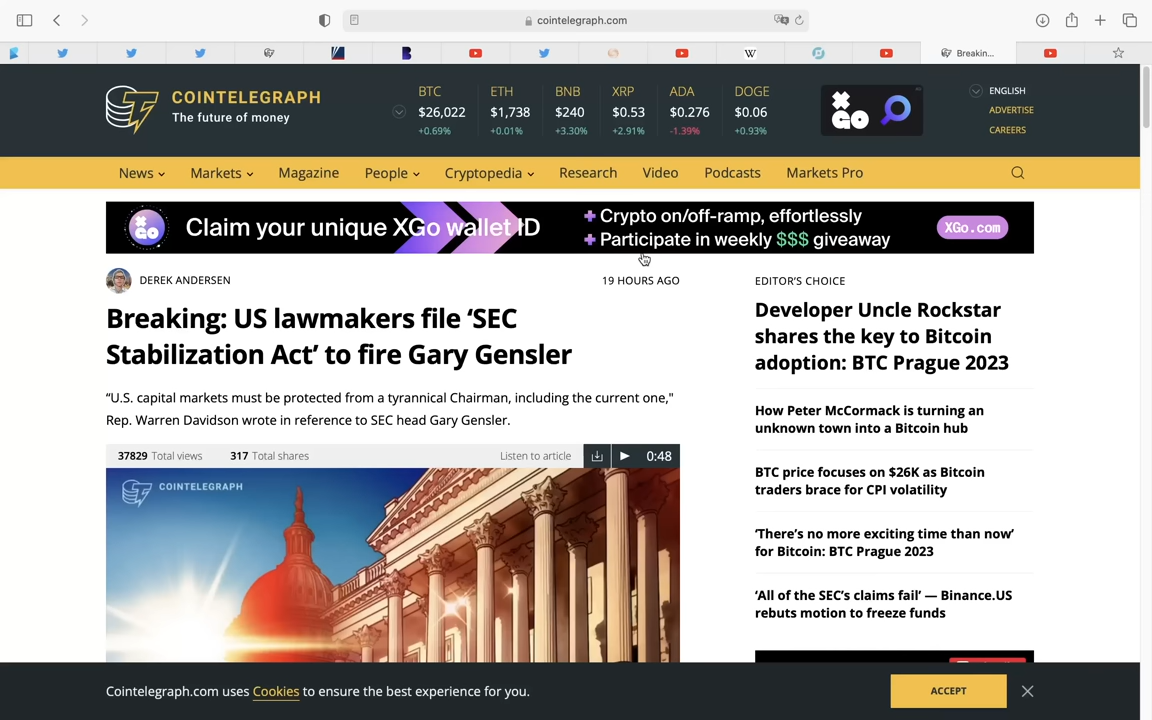 cointelegraph.com
Breakin...
COINTELEGRAPH
The future of money
BTC
$26,022
+0.69%
ETH
$1,738
+0.01%
BNB
$240
+3.30%
XRP
$0.53
+2.91%
ADA
$0.276
-1.39%
DOGE
$0.06
+0.93%
XGO
ENGLISH
ADVERTISE
CAREERS
News
Markets
Magazine
People
Cryptopedia
Research
Video
Podcasts
Markets Pro
XGO
Claim your unique XGo wallet ID
+ Crypto on/off-ramp, effortlessly
+ Participate in weekly $$$ giveaway
XGo.com
DEREK ANDERSEN
19 HOURS AGO
Breaking: US lawmakers file ‘SEC
Stabilization Act’ to fire Gary Gensler
“U.S. capital markets must be protected from a tyrannical Chairman, including the current one,"
Rep. Warren Davidson wrote in reference to SEC head Gary Gensler.
37829 Total views
317 Total shares
Listen to article
0:48
COINTELEGRAPH
EDITOR’S CHOICE
Developer Uncle Rockstar
shares the key to Bitcoin
adoption: BTC Prague 2023
How Peter McCormack is turning an
unknown town into a Bitcoin hub
BTC price focuses on $26K as Bitcoin
traders brace for CPI volatility
‘There’s no more exciting time than now’
for Bitcoin: BTC Prague 2023
‘All of the SEC’s claims fail’ — Binance.US
rebuts motion to freeze funds
Cointelegraph.com uses Cookies to ensure the best experience for you.
ACCEPT